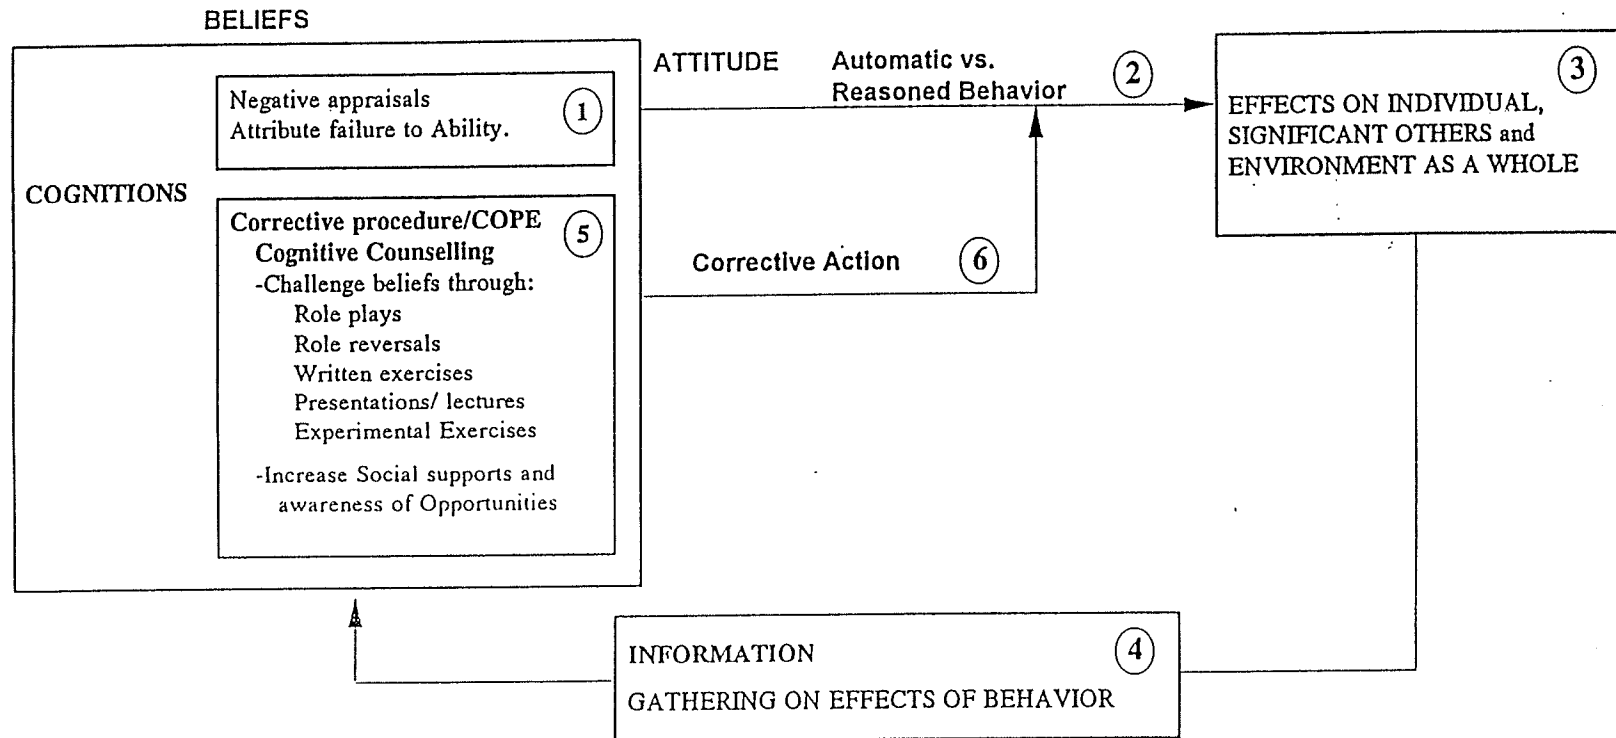 BELIEFS
COGNITIONS
Negative appraisals
Attribute failure to Ability.
1
Corrective procedure/COPE
Cognitive Counselling
-Challenge beliefs through:
Role plays
Role reversals
Written exercises
Presentations/ lectures
Experimental Exercises
-Increase Social supports and
awareness of Opportunities
5
ATTITUDE
Automatic vs.
Reasoned Behavior
2
Corrective Action
6
3
EFFECTS ON INDIVIDUAL,
SIGNIFICANT OTHERS and
ENVIRONMENT AS A WHOLE
INFORMATION
4
GATHERING ON EFFECTS OF BEHAVIOR